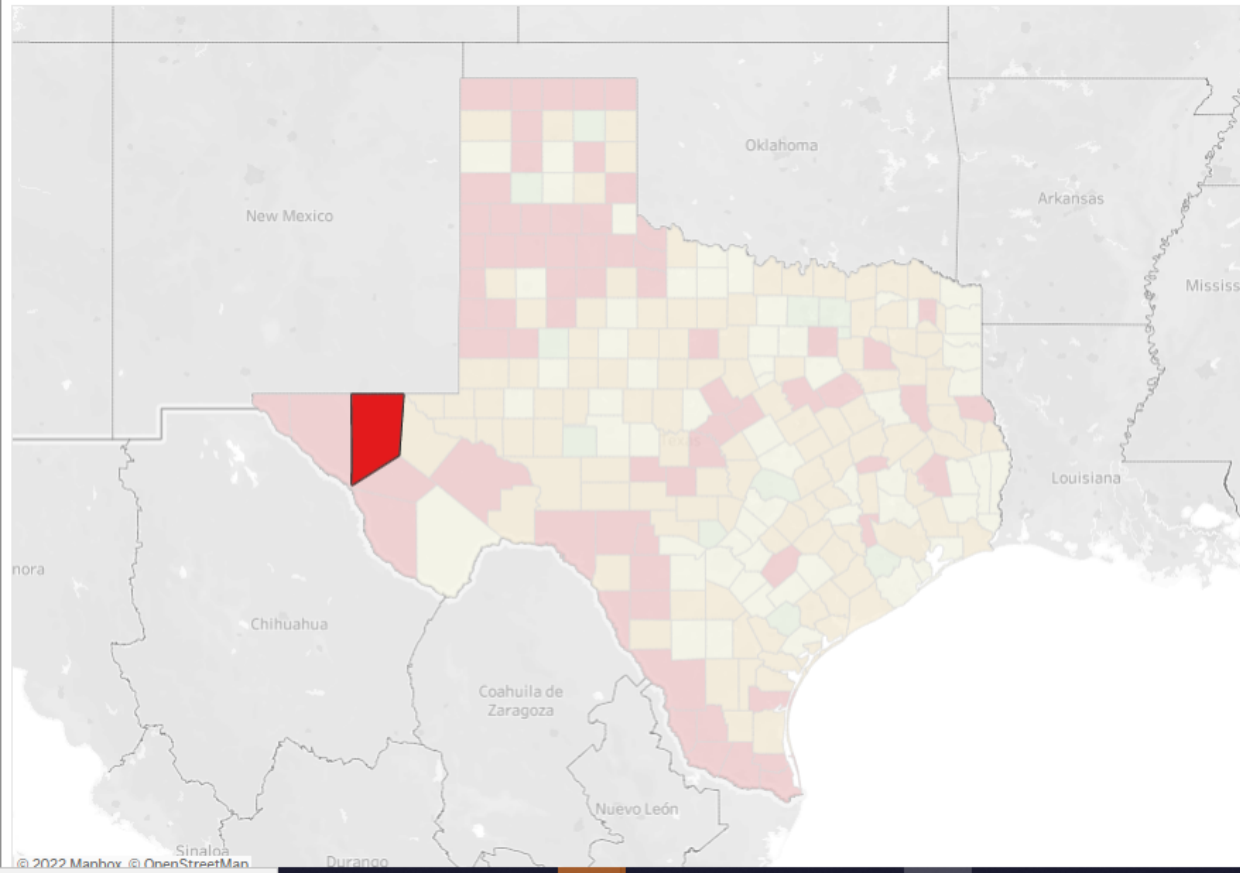 Oklahoma
Arkansas
New Mexico
Mississ
Texas
Louisiana
nora
Chihuahua
Coahuila de
Zaragoza
Nuevo León
Sinaloa
Durango
© 2022 Mapbox © OpenStreetMap